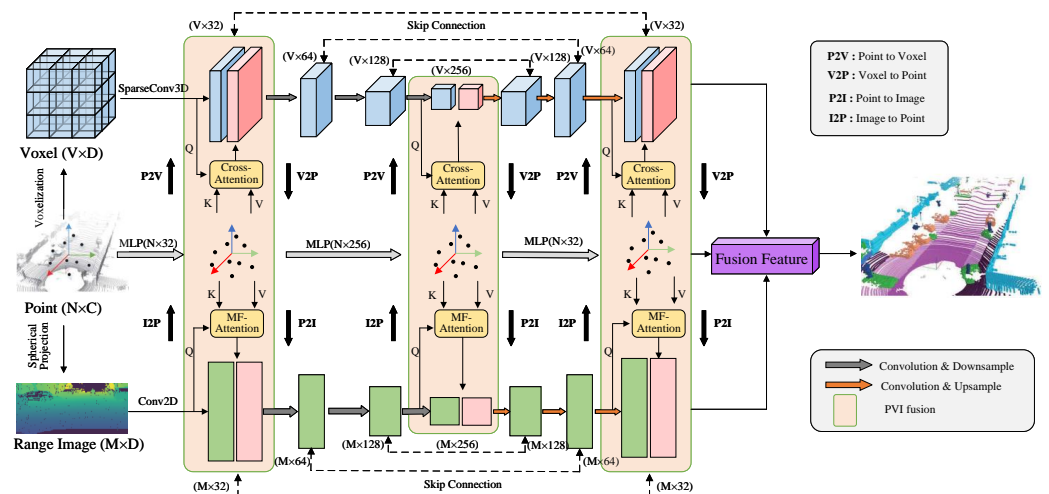 (V×32)
Skip Connection
(V×32)
(V×64)
(V×128)
(V×256)
(V×128)
(V×64)
SparseConv3D
Voxel (V×D)
Q
Cross-
Attention
P2V
V2P
K
V
Q
Cross-
Attention
P2V
V2P
K
V
P2V
Q
Cross-
Attention
V2P
K
V
P2V : Point to Voxel
V2P : Voxel to Point
P2I : Point to Image
I2P : Image to Point
Voxelization
MLP(N×32)
MLP(N×256)
MLP(N×32)
Fusion Feature
Point (N×C)
Spherical
Projection
K
V
MF-
Attention
I2P
P2I
Q
K
V
MF-
Attention
I2P
P2I
Q
K
V
MF-
Attention
I2P
P2I
Q
Conv2D
Range Image (M×D)
(M×64)
(M×128)
(M×256)
(M×128)
(M×64)
Skip Connection
(M×32)
(M×32)
Convolution & Downsample
Convolution & Upsample
PVI fusion